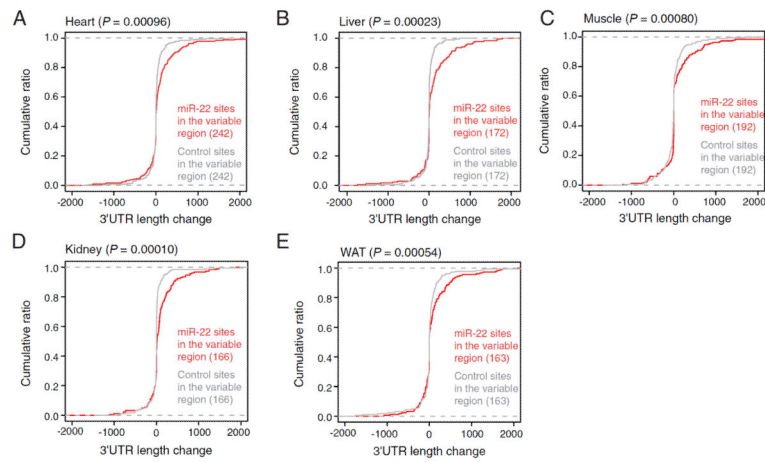 A
Heart (P = 0.00096)
Cumulative ratio
1.0
0.8
0.6
0.4
0.2
0.0
miR-22 sites
in the variable
region (242)
Control sites
in the variable
region (242)
-2000 -1000 0 1000 2000
3'UTR length change
B
Liver (P = 0.00023)
Cumulative ratio
1.0
0.8
0.6
0.4
0.2
0.0
miR-22 sites
in the variable
region (172)
Control sites
in the variable
region (172)
-2000 -1000 0 1000 2000
3'UTR length change
C
Muscle (P = 0.00080)
Cumulative ratio
1.0
0.8
0.6
0.4
0.2
0.0
miR-22 sites
in the variable
region (192)
Control sites
in the variable
region (192)
-2000 -1000 0 1000 2000
3'UTR length change
D
Kidney (P = 0.00010)
Cumulative ratio
1.0
0.8
0.6
0.4
0.2
0.0
miR-22 sites
in the variable
region (166)
Control sites
in the variable
region (166)
-2000 -1000 0 1000 2000
3'UTR length change
E
WAT (P = 0.00054)
Cumulative ratio
1.0
0.8
0.6
0.4
0.2
0.0
miR-22 sites
in the variable
region (163)
Control sites
in the variable
region (163)
-2000 -1000 0 1000 2000
3'UTR length change